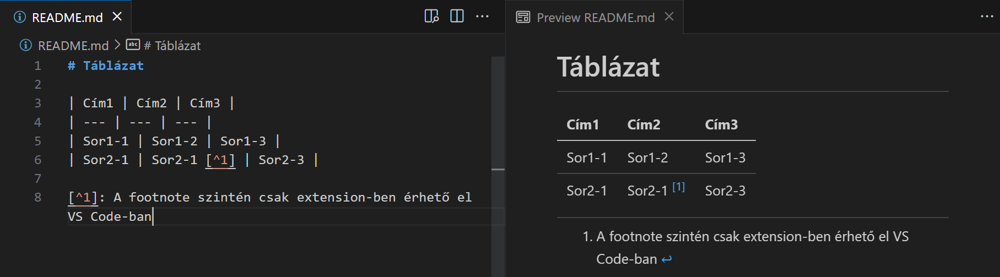 README.md
README.md > # Táblázat
1 # Táblázat
2
3 | Cím1 | Cím2 | Cím3 |
4 | --- | --- | --- |
5 | Sor1-1 | Sor1-2 | Sor1-3 |
6 | Sor2-1 | Sor2-1 [^1] | Sor2-3 |
7
8 [^1]: A footnote szintén csak extension-ben érhető el
VS Code-ban
Preview README.md
Táblázat
Cím1 Cím2 Cím3
Sor1-1 Sor1-2 Sor1-3
Sor2-1 Sor2-1 [1] Sor2-3
1. A footnote szintén csak extension-ben érhető el VS
Code-ban ↩